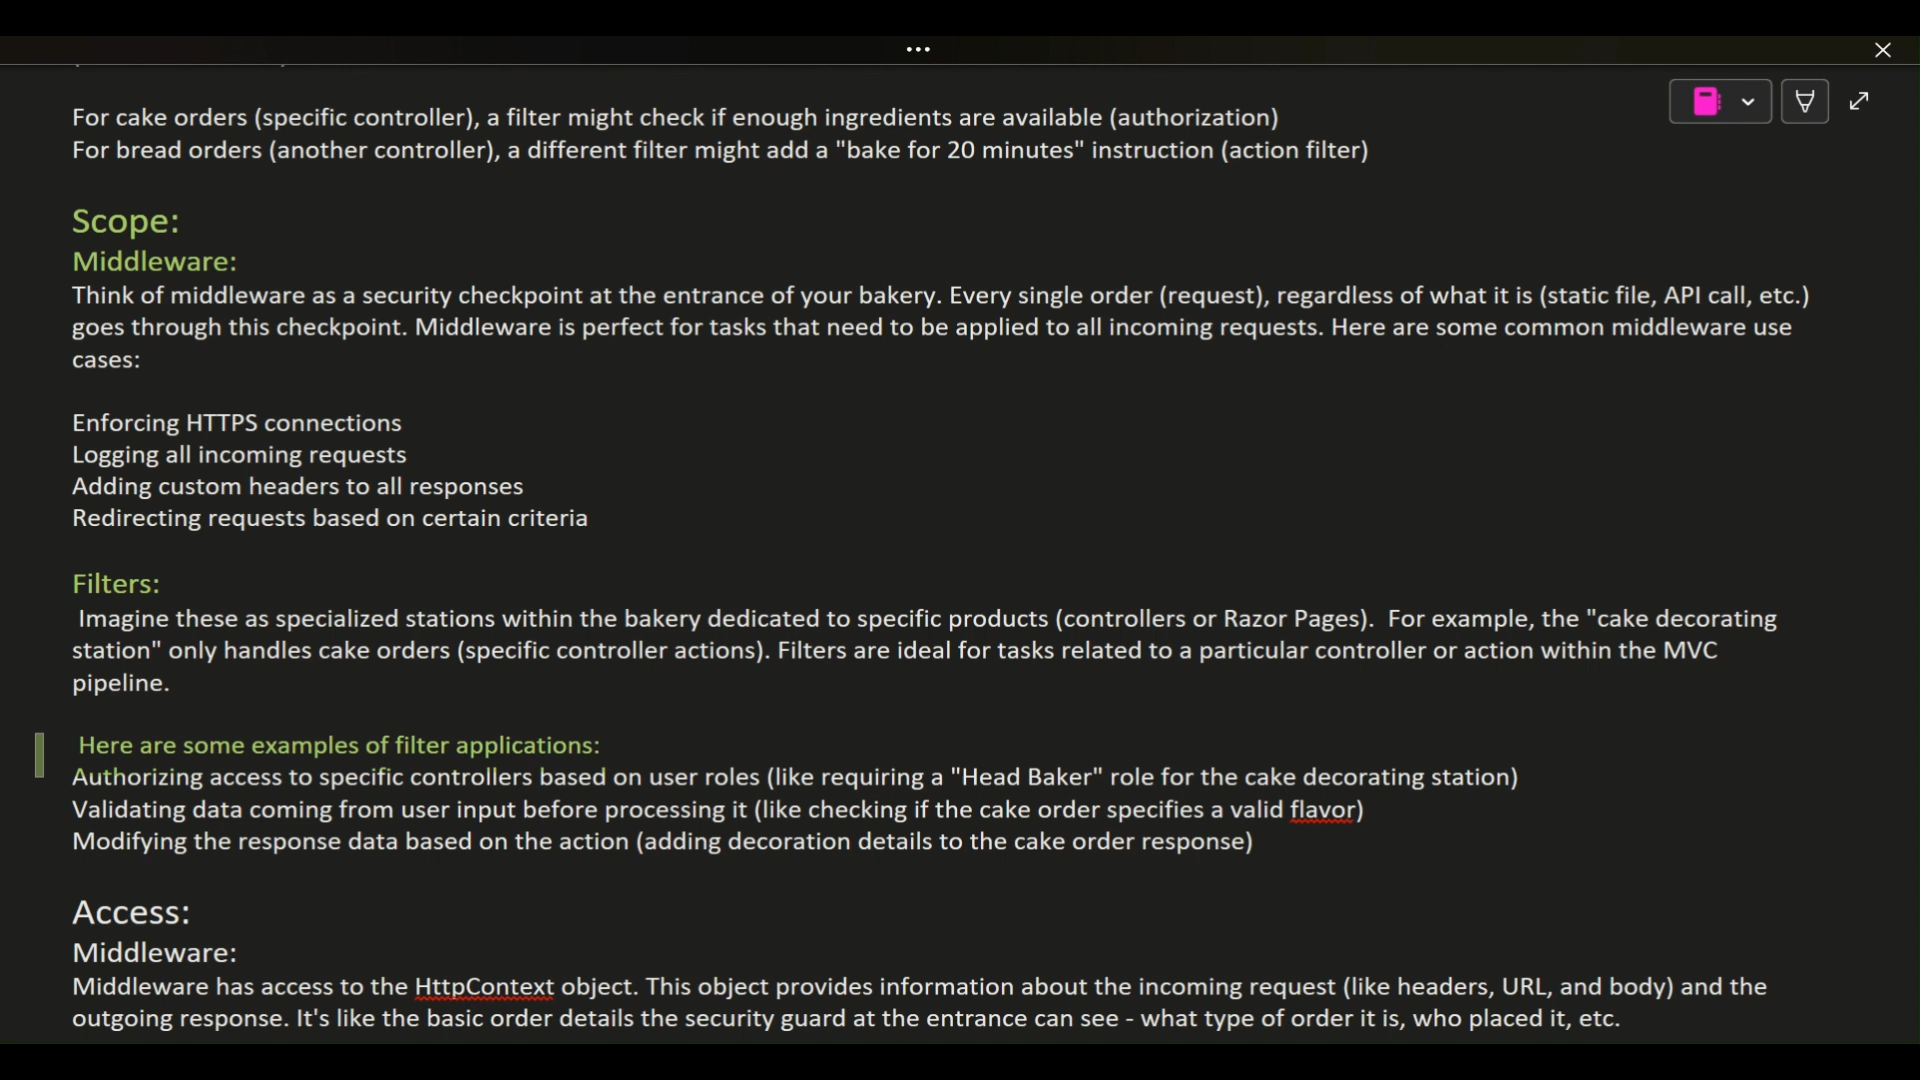 For cake orders (specific controller), a filter might check if enough ingredients are available (authorization)
For bread orders (another controller), a different filter might add a "bake for 20 minutes" instruction (action filter)
Scope:
Middleware:
Think of middleware as a security checkpoint at the entrance of your bakery. Every single order (request), regardless of what it is (static file, API call, etc.)
goes through this checkpoint. Middleware is perfect for tasks that need to be applied to all incoming requests. Here are some common middleware use
cases:
Enforcing HTTPS connections
Logging all incoming requests
Adding custom headers to all responses
Redirecting requests based on certain criteria
Filters:
Imagine these as specialized stations within the bakery dedicated to specific products (controllers or Razor Pages).  For example, the "cake decorating
station" only handles cake orders (specific controller actions). Filters are ideal for tasks related to a particular controller or action within the MVC
pipeline.
Here are some examples of filter applications:
Authorizing access to specific controllers based on user roles (like requiring a "Head Baker" role for the cake decorating station)
Validating data coming from user input before processing it (like checking if the cake order specifies a valid flavor)
Modifying the response data based on the action (adding decoration details to the cake order response)
Access:
Middleware:
Middleware has access to the HttpContext object. This object provides information about the incoming request (like headers, URL, and body) and the
outgoing response. It's like the basic order details the security guard at the entrance can see - what type of order it is, who placed it, etc.